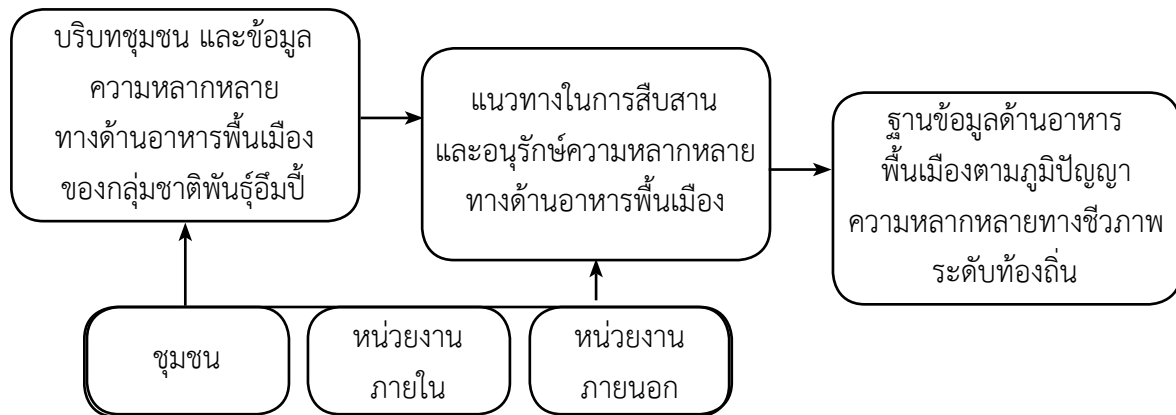 บริบทชุมชน และข้อมูล
ความหลากหลาย
ทางด้านอาหารพื้นเมือง
ของกลุ่มชาติพันธุ์อึมปี้
แนวทางในการสืบสาน
และอนุรักษ์ความหลากหลาย
ทางด้านอาหารพื้นเมือง
ฐานข้อมูลด้านอาหาร
พื้นเมืองตามภูมิปัญญา
ความหลากหลายทางชีวภาพ
ระดับท้องถิ่น
ชุมชน
หน่วยงาน
ภายใน
หน่วยงาน
ภายนอก